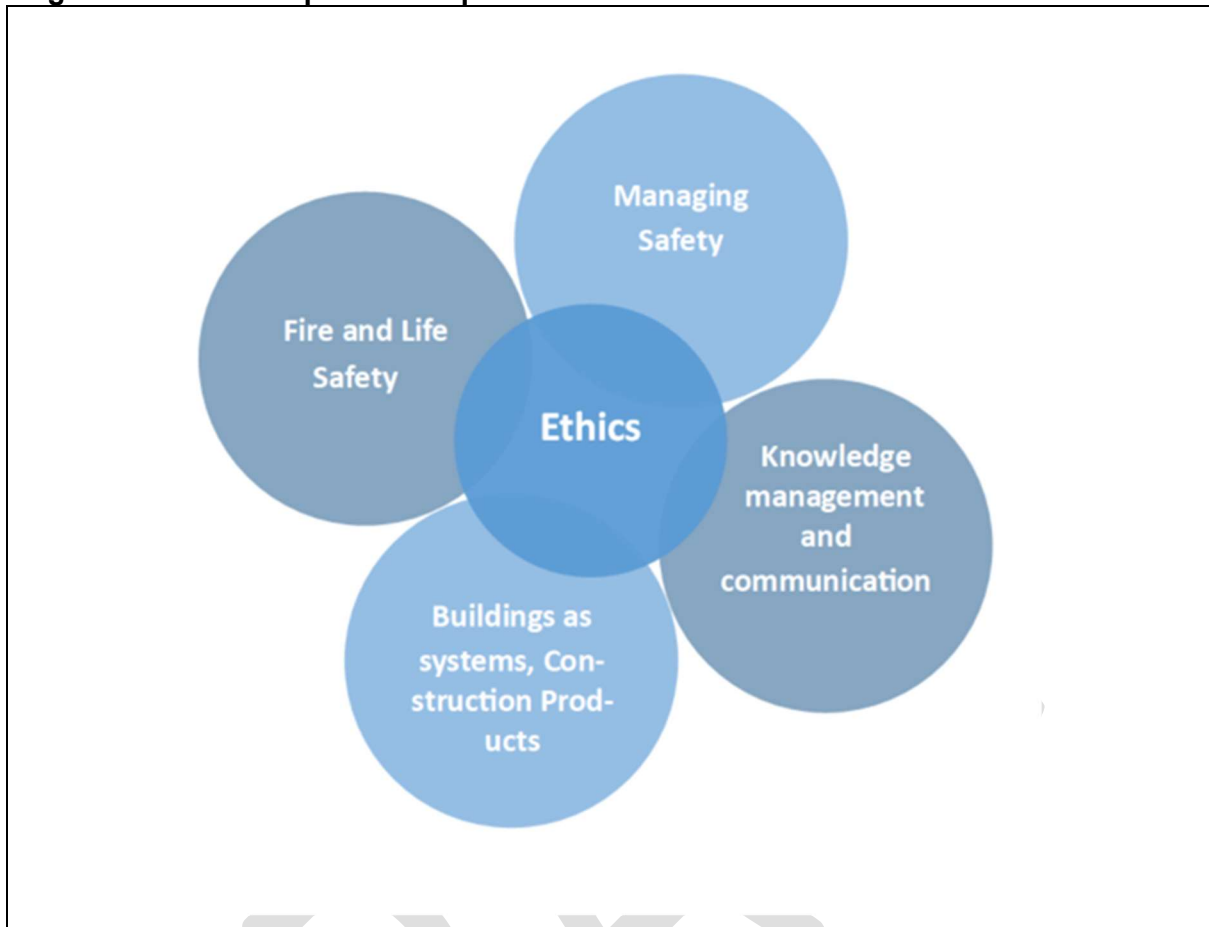 Managing
Safety
Fire and Life
Safety
Ethics
Knowledge
management
and
communication
Buildings as
systems, Con-
struction Prod-
ucts